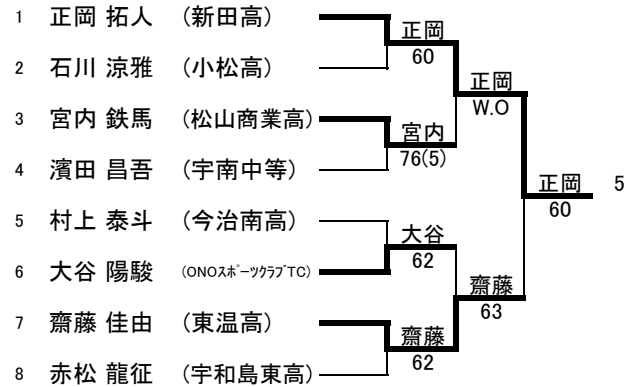 1 正岡 拓人 (新田高)
正岡
60
2 石川 涼雅 (小松高)
正岡
W.O
3 宮内 鉄馬 (松山商業高)
宮内
76(5)
4 濱田 昌吾 (宇南中等)
正岡 5
60
5 村上 泰斗 (今治南高)
大谷
62
6 大谷 陽駿 (ONOスポーツクラブTC)
齋藤
63
7 齋藤 佳由 (東温高)
齋藤
62
8 赤松 龍征 (宇和島東高)